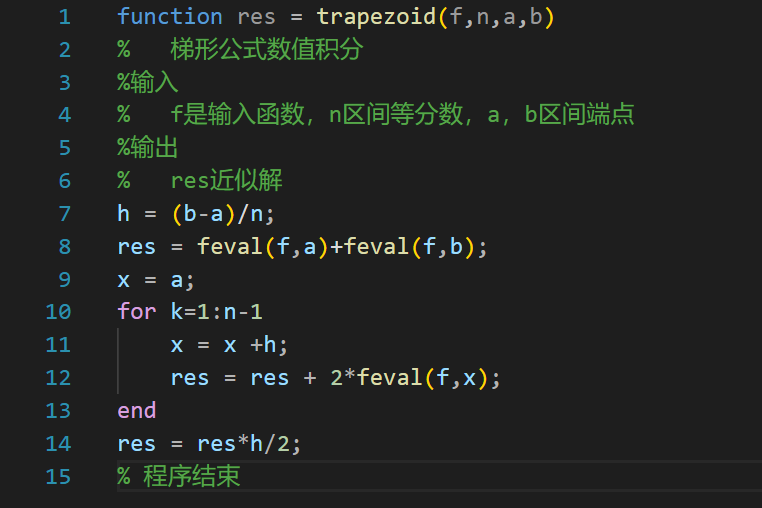 1 function res = trapezoid(f,n,a,b)
2 %   梯形公式数值积分
3 %输入
4 %   f是输入函数，n区间等分数，a，b区间端点
5 %输出
6 %   res近似解
7 h = (b-a)/n;
8 res = feval(f,a)+feval(f,b);
9 x = a;
10 for k=1:n-1
11     x = x +h;
12     res = res + 2*feval(f,x);
13 end
14 res = res*h/2;
15 % 程序结束